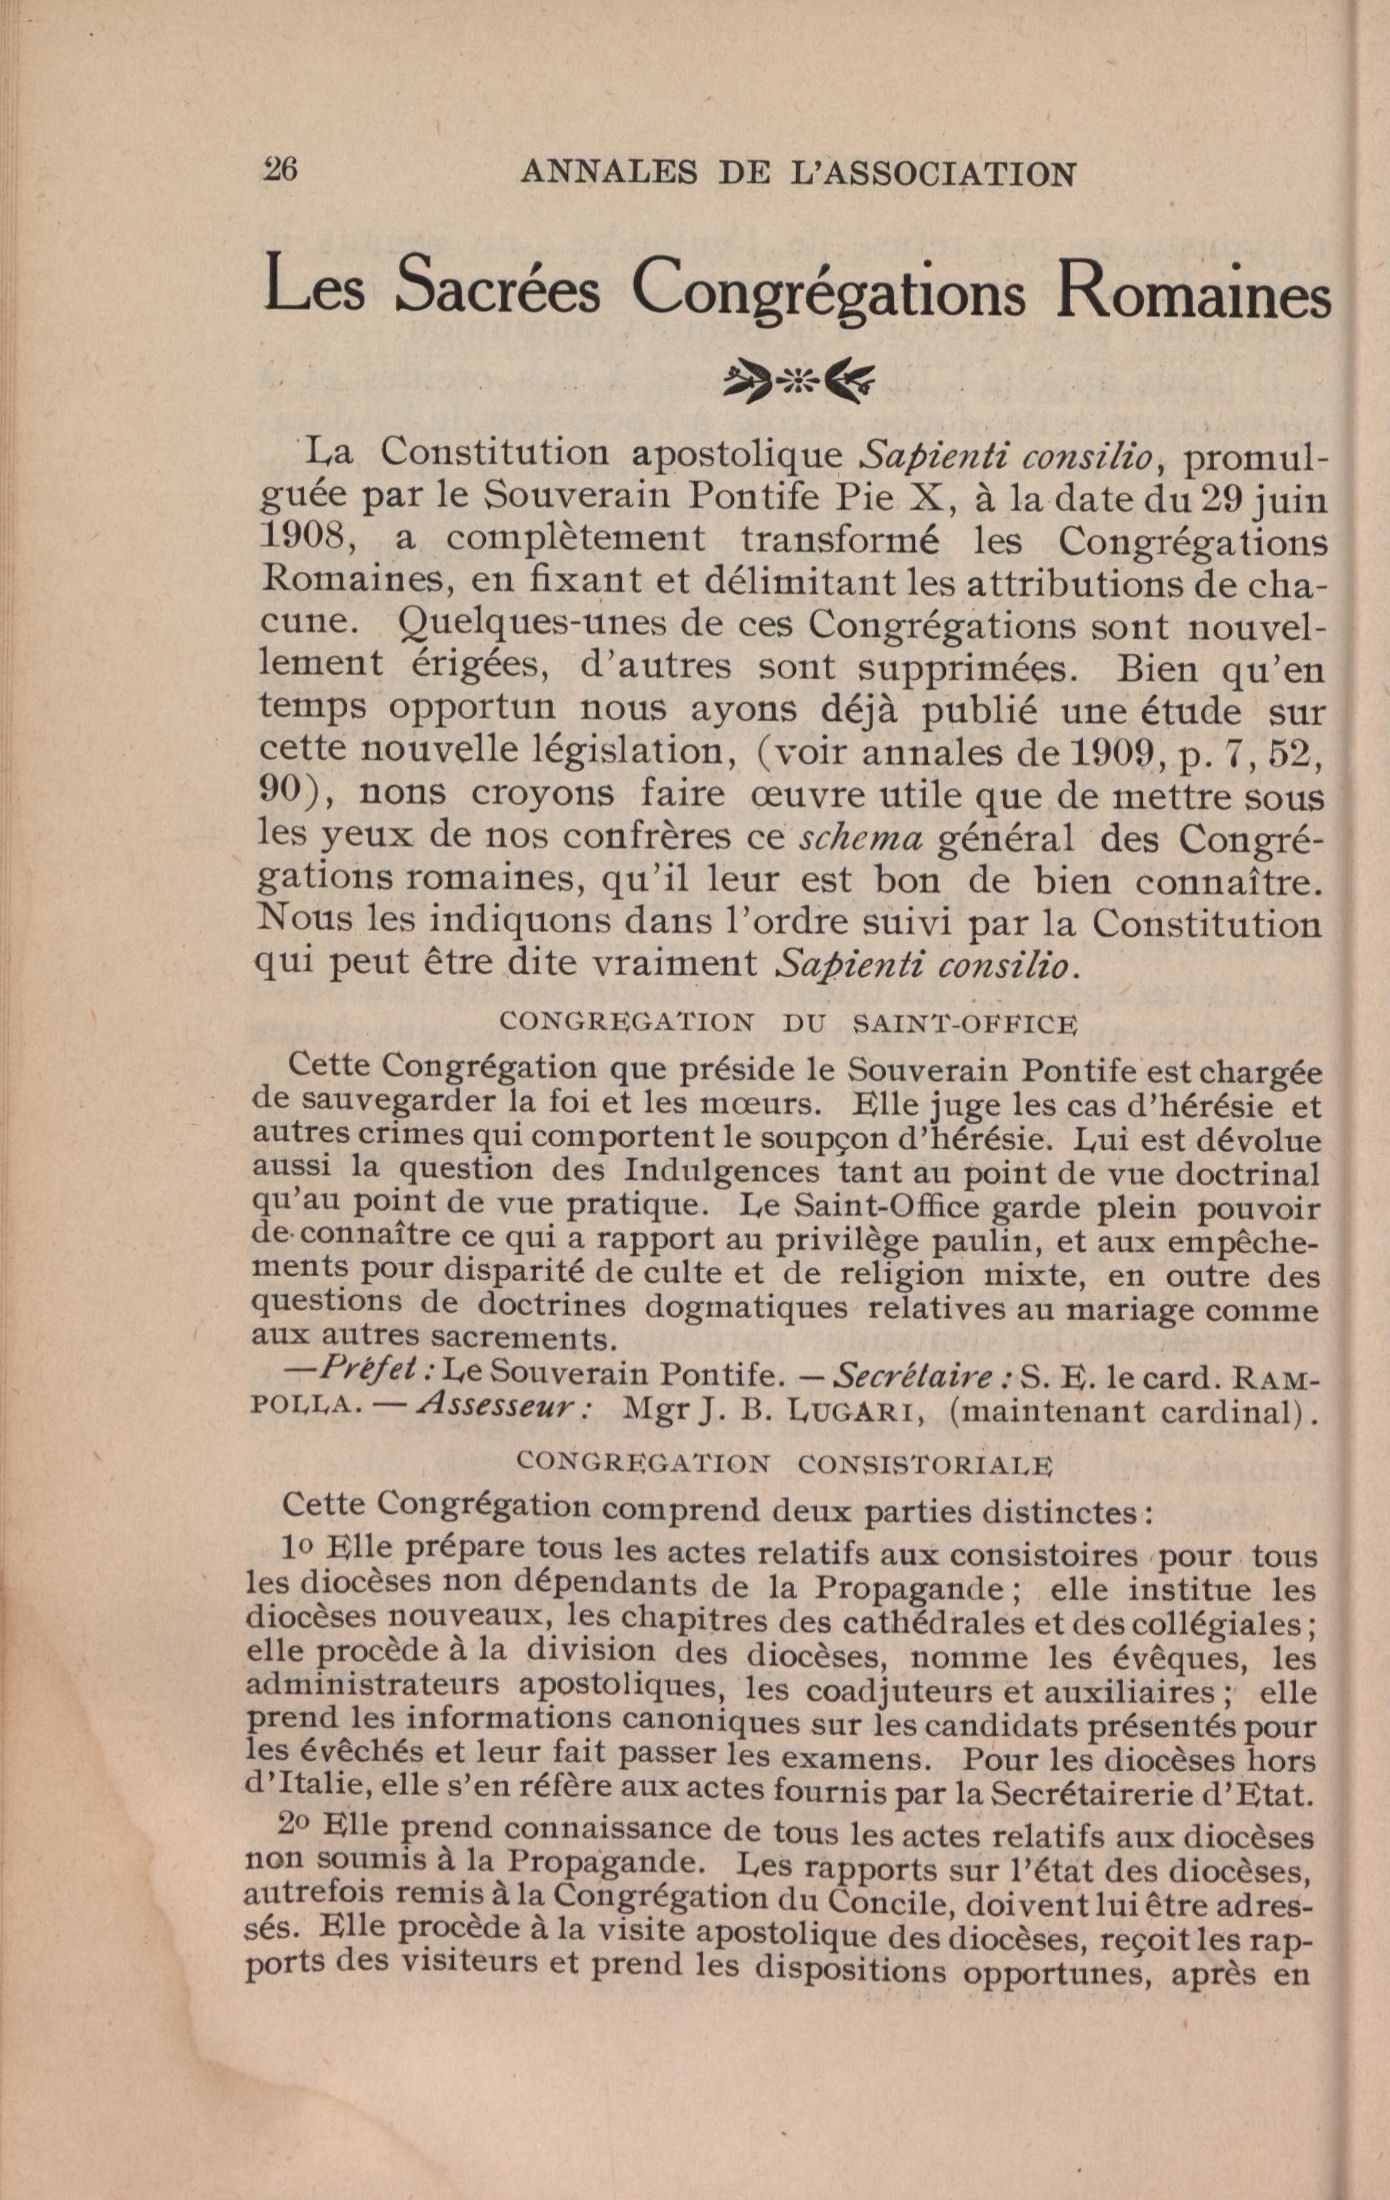 26 ANNALES DE L'ASSOCIATION
Les Sacrées Congrégations Romaines
La Constitution apostolique Sapienti consilio, promul-
guée par le Souverain Pontife Pie X, à la date du 29 juin
1908, a complètement transformé les Congrégations
Romaines, en fixant et délimitant les attributions de cha-
cune. Quelques-unes de ces Congrégations sont nouvel-
lement érigées, d'autres sont supprimées. Bien qu'en
temps opportun nous ayons déjà publié une étude sur
cette nouvelle législation, (voir annales de 1909, p. 7, 52,
90), nons croyons faire œuvre utile que de mettre sous
les yeux de nos confrères ce schema général des Congré-
gations romaines, qu'il leur est bon de bien connaître.
Nous les indiquons dans l'ordre suivi par la Constitution
qui peut être dite vraiment Sapienti consilio.
CONGREGATION DU SAINT-OFFICE
Cette Congrégation que préside le Souverain Pontife est chargée
de sauvegarder la foi et les mœurs. Elle juge les cas d'hérésie et
autres crimes qui comportent le soupçon d'hérésie. Lui est dévolue
aussi la question des Indulgences tant au point de vue doctrinal
qu'au point de vue pratique. Le Saint-Office garde plein pouvoir
de connaître ce qui a rapport au privilège paulin, et aux empêche-
ments pour disparité de culte et de religion mixte, en outre des
questions de doctrines dogmatiques relatives au mariage comme
aux autres sacrements.
—Préfet : Le Souverain Pontife. — Secrétaire : S. E. le card. RAM-
POLLA. — Assesseur : Mgr J. B. LUGARI, (maintenant cardinal).
CONGREGATION CONSISTORIALE
Cette Congrégation comprend deux parties distinctes :
1o Elle prépare tous les actes relatifs aux consistoires pour tous
les diocèses non dépendants de la Propagande ; elle institue les
diocèses nouveaux, les chapitres des cathédrales et des collégiales ;
elle procède à la division des diocèses, nomme les évêques, les
administrateurs apostoliques, les coadjuteurs et auxiliaires ; elle
prend les informations canoniques sur les candidats présentés pour
les évêchés et leur fait passer les examens. Pour les diocèses hors
d'Italie, elle s'en réfère aux actes fournis par la Secrétairerie d'Etat.
2o Elle prend connaissance de tous les actes relatifs aux diocèses
non soumis à la Propagande. Les rapports sur l'état des diocèses,
autrefois remis à la Congrégation du Concile, doivent lui être adres-
sés. Elle procède à la visite apostolique des diocèses, reçoit les rap-
ports des visiteurs et prend les dispositions opportunes, après en